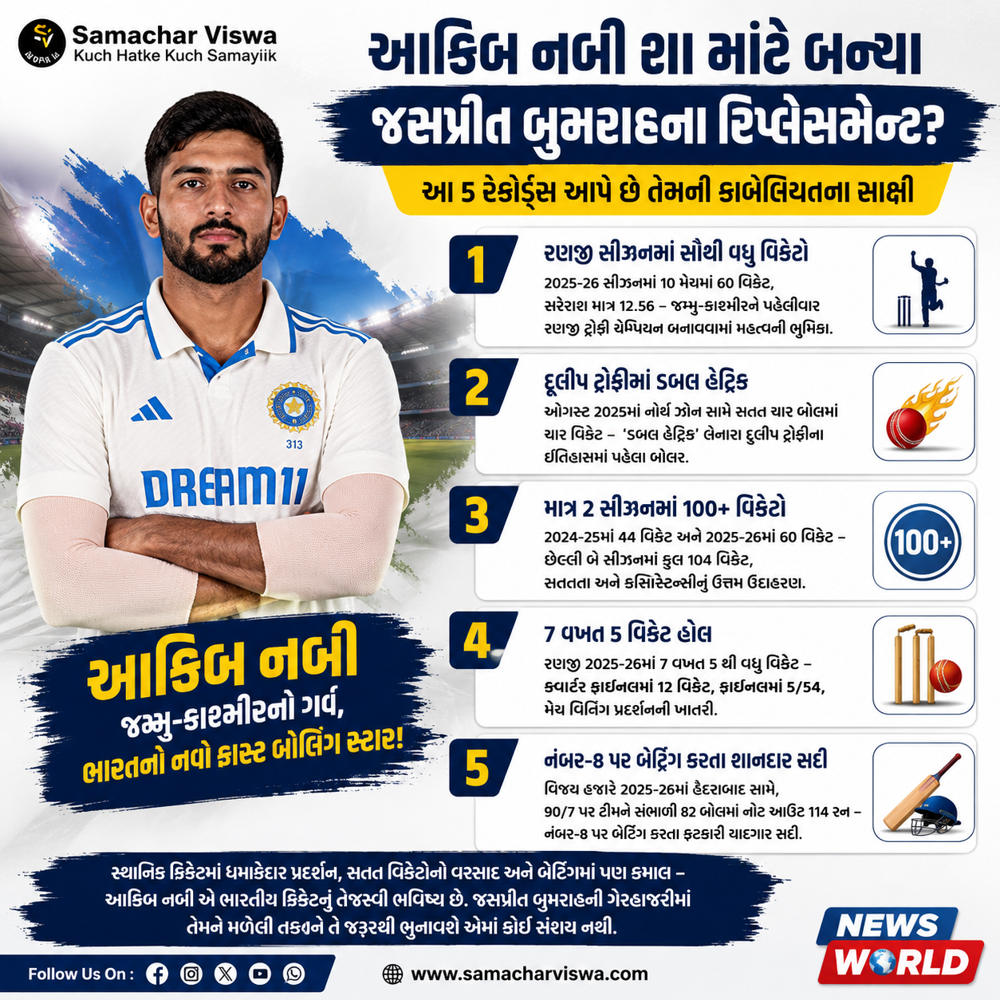 Samachar Viswa
Kuch Hatke Kuch Samayik
આકિબ નબી શા માંટે બન્યા
જસપ્રીત બુમરાહના રિપ્લેસમેન્ટ?
આ 5 રેકોર્ડ્સ આપે છે તેમની કાબેલિયતના સાક્ષી
1
રણજી સીઝનમાં સૌથી વધુ વિકેટો
2025-26 સીઝનમાં 10 મેચમાં 60 વિકેટ,
સરેરાશ માત્ર 12.56 – જમ્મુ-કાશ્મીરને પહેલીવાર
રણજી ટ્રોફી ચેમ્પિયન બનાવવામાં મહત્વની ભુમિકા.
2
દૂલીપ ટ્રોફીમાં ડબલ હેટ્રિક
ઓગસ્ટ 2025માં નોર્થ ઝોન સામે સતત ચાર બોલમાં
ચાર વિકેટ – 'ડબલ હેટ્રિક' લેનારા દુલીપ ટ્રોફીના
ઈતિહાસમાં પહેલા બોલર.
3
માત્ર 2 સીઝનમાં 100+ વિકેટો
2024-25માં 44 વિકેટ અને 2025-26માં 60 વિકેટ –
છેલ્લી બે સીઝનમાં કુલ 104 વિકેટ,
સતતતા અને કન્સિસ્ટેન્સીનું ઉત્તમ ઉદાહરણ.
100+
4
7 વખત 5 વિકેટ હોલ
રણજી 2025-26માં 7 વખત 5 થી વધુ વિકેટ –
ક્વાર્ટર ફાઈનલમાં 12 વિકેટ, ફાઈનલમાં 5/54,
મેચ વિનિંગ પ્રદર્શનની ખાતરી.
5
નંબર-8 પર બેટ્રિંગ કરતા શાનદાર સદી
વિજય હજારે 2025-26માં હૈદરાબાદ સામે,
90/7 પર ટીમને સંભાળી 82 બોલમાં નોટ આઉટ 114 રન –
નંબર-8 પર બેટિંગ કરતા ફટકારી યાદગાર સદી.
313
DREAM11
આકિબ નબી
જમ્મુ-કાશ્મીરનો ગર્વ,
ભારતનો નવો ફાસ્ટ બોલિંગ સ્ટાર!
સ્થાનિક ક્રિકેટમાં ધમાકેદાર પ્રદર્શન, સતત વિકેટોનો વરસાદ અને બેટિંગમાં પણ કમાલ –
આકિબ નબી એ ભારતીય ક્રિકેટનું તેજસ્વી ભવિષ્ય છે. જસપ્રીત બુમરાહની ગેરહાજરીમાં
તેમને મળેલી તકને તે જરૂરથી ભુનાવશે એમાં કોઈ સંશય નથી.
Follow Us On :
www.samacharviswa.com
NEWS
WORLD